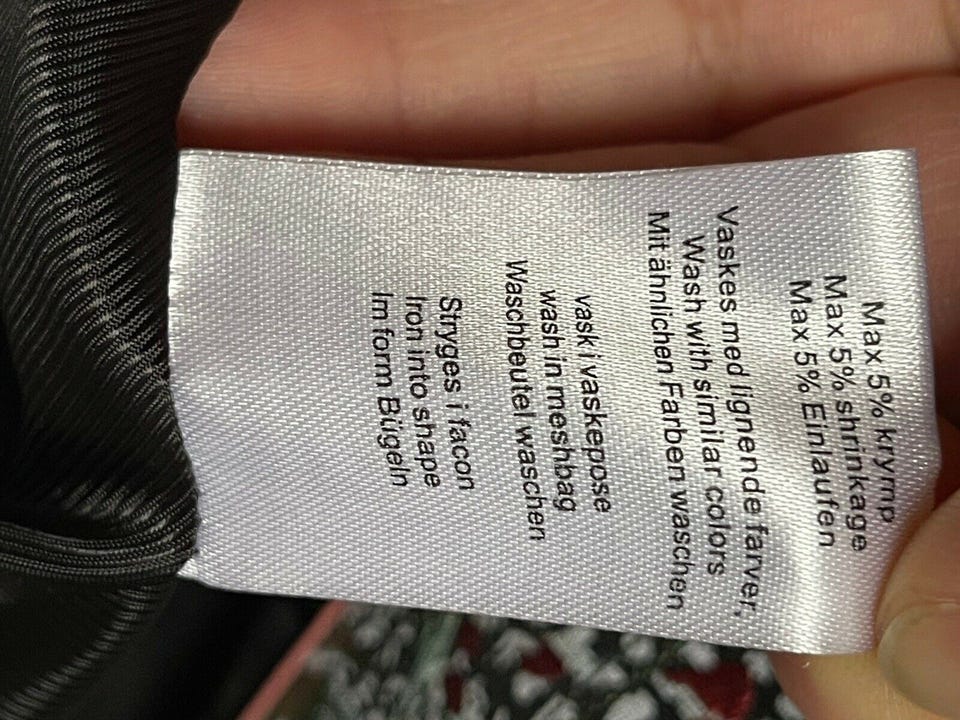 Max 5% krymp
Max 5% shrinkage
Max 5% Einlaufen
Vaskes med lignende farver,
Wash with similar colors
Mit ähnlichen Farben waschen
vask i vaskepose
wash in meshbag
Waschbeutel waschen
Stryges i facon
Iron into shape
Im form Bügeln